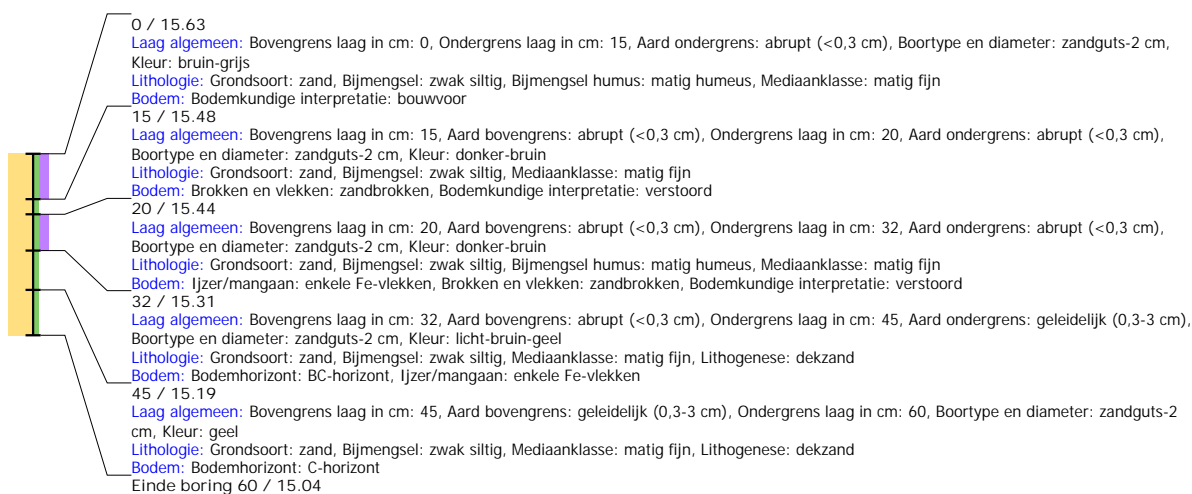 0 / 15.63
Laag algemeen: Bovengrens laag in cm: 0, Ondergrens laag in cm: 15, Aard ondergrens: abrupt (<0,3 cm), Boortype en diameter: zandguts-2 cm,
Kleur: bruin-grijs
Lithologie: Grondsoort: zand, Bijmengsel: zwak siltig, Bijmengsel humus: matig humeus, Mediaanklasse: matig fijn
Bodem: Bodemkundige interpretatie: bouwvoor
15 / 15.48
Laag algemeen: Bovengrens laag in cm: 15, Aard bovengrens: abrupt (<0,3 cm), Ondergrens laag in cm: 20, Aard ondergrens: abrupt (<0,3 cm),
Boortype en diameter: zandguts-2 cm, Kleur: donker-bruin
Lithologie: Grondsoort: zand, Bijmengsel: zwak siltig, Mediaanklasse: matig fijn
Bodem: Brokken en vlekken: zandbrokken, Bodemkundige interpretatie: verstoord
20 / 15.44
Laag algemeen: Bovengrens laag in cm: 20, Aard bovengrens: abrupt (<0,3 cm), Ondergrens laag in cm: 32, Aard ondergrens: abrupt (<0,3 cm),
Boortype en diameter: zandguts-2 cm, Kleur: donker-bruin
Lithologie: Grondsoort: zand, Bijmengsel: zwak siltig, Bijmengsel humus: matig humeus, Mediaanklasse: matig fijn
Bodem: Ijzer/mangaan: enkele Fe-vlekken, Brokken en vlekken: zandbrokken, Bodemkundige interpretatie: verstoord
32 / 15.31
Laag algemeen: Bovengrens laag in cm: 32, Aard bovengrens: abrupt (<0,3 cm), Ondergrens laag in cm: 45, Aard ondergrens: geleidelijk (0,3-3 cm),
Boortype en diameter: zandguts-2 cm, Kleur: licht-bruin-geel
Lithologie: Grondsoort: zand, Bijmengsel: zwak siltig, Mediaanklasse: matig fijn, Lithogenese: dekzand
Bodem: Bodemhorizont: BC-horizont, Ijzer/mangaan: enkele Fe-vlekken
45 / 15.19
Laag algemeen: Bovengrens laag in cm: 45, Aard bovengrens: geleidelijk (0,3-3 cm), Ondergrens laag in cm: 60, Boortype en diameter: zandguts-2
cm, Kleur: geel
Lithologie: Grondsoort: zand, Bijmengsel: zwak siltig, Mediaanklasse: matig fijn, Lithogenese: dekzand
Bodem: Bodemhorizont: C-horizont
Einde boring 60 / 15.04